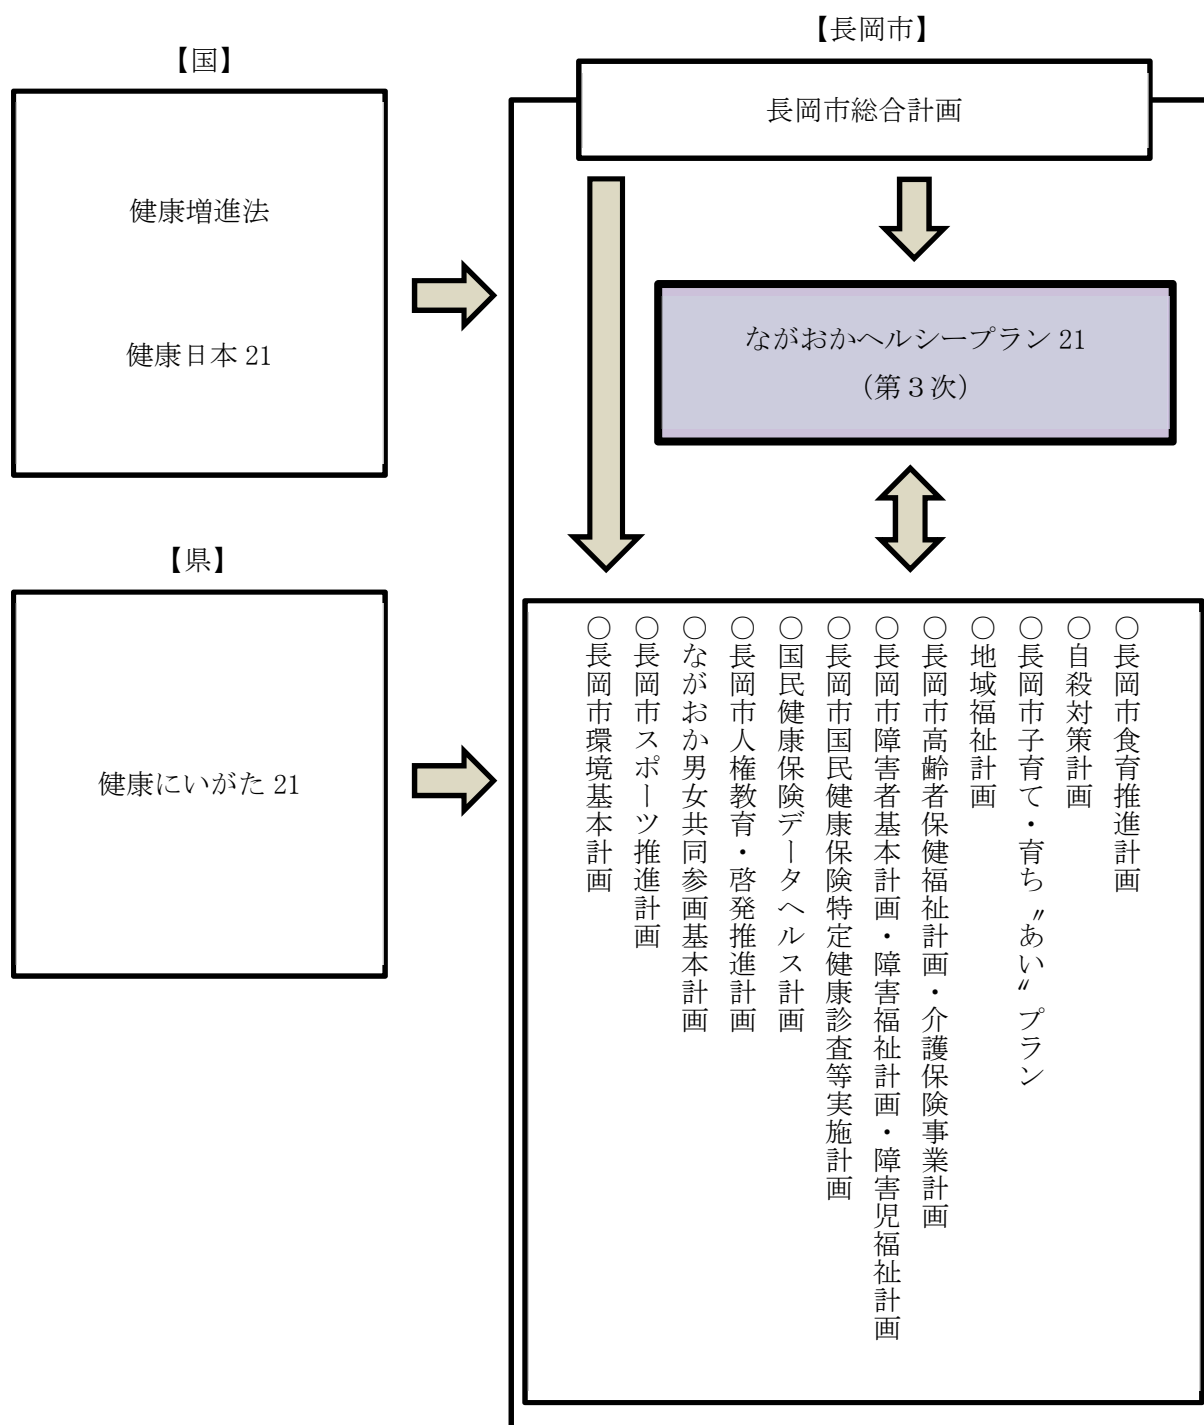 【国】
健康増進法
健康日本 21
【県】
健康にいがた 21
【長岡市】
長岡市総合計画
ながおかヘルシープラン 21
（第３次）
○長岡市食育推進計画
○自殺対策計画
○長岡市子育て・育ち〝あい〟プラン
○地域福祉計画
○長岡市高齢者保健福祉計画・介護保険事業計画
○長岡市障害者基本計画・障害福祉計画・障害児福祉計画
○長岡市国民健康保険特定健康診査等実施計画
○国民健康保険データヘルス計画
○長岡市人権教育・啓発推進計画
○ながおか男女共同参画基本計画
○長岡市スポーツ推進計画
○長岡市環境基本計画